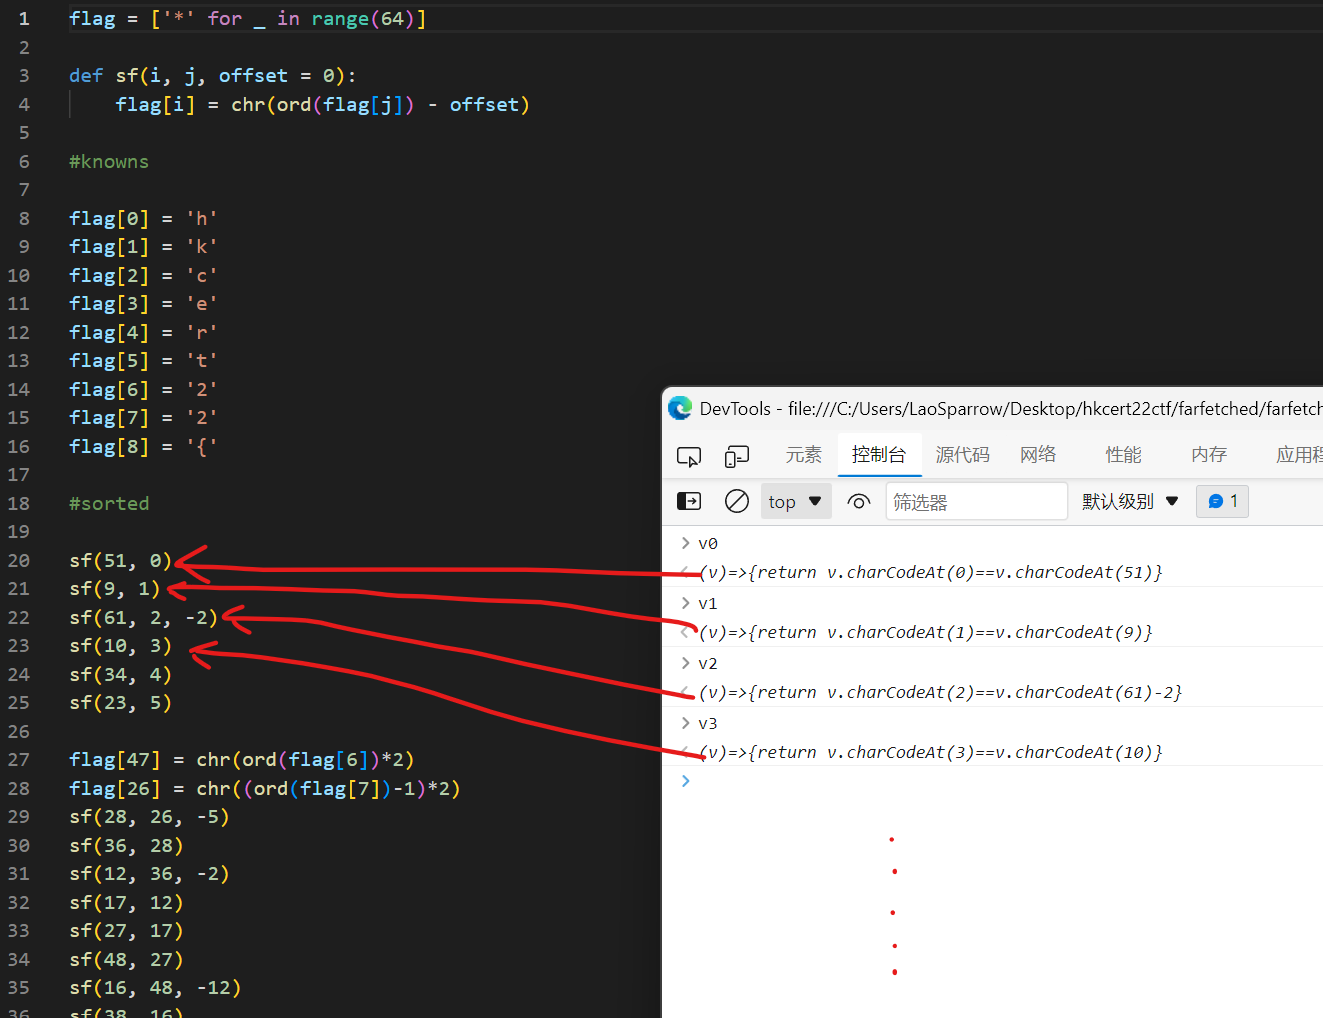 1 flag = ['*' for _ in range(64)]
2
3 def sf(i, j, offset = 0):
4 flag[i] = chr(ord(flag[j]) - offset)
5
6 #knowns
7
8 flag[0] = 'h'
9 flag[1] = 'k'
10 flag[2] = 'c'
11 flag[3] = 'e'
12 flag[4] = 'r'
13 flag[5] = 't'
14 flag[6] = '2'
15 flag[7] = '2'
16 flag[8] = '{'
17
18 #sorted
19
20 sf(51, 0)
21 sf(9, 1)
22 sf(61, 2, -2)
23 sf(10, 3)
24 sf(34, 4)
25 sf(23, 5)
26
27 flag[47] = chr(ord(flag[6])*2)
28 flag[26] = chr((ord(flag[7])-1)*2)
29 sf(28, 26, -5)
30 sf(36, 28)
31 sf(12, 36, -2)
32 sf(17, 12)
33 sf(27, 17)
34 sf(48, 27)
35 sf(16, 48, -12)
36 sf(38, 16)
DevTools - file:///C:/Users/LaoSparrow/Desktop/hkcert22ctf/farfetched/farfetch
元素 控制台 源代码 网络 性能 内存 应用程
top 筛选器 默认级别 1
v0
(v)=>{return v.charCodeAt(0)==v.charCodeAt(51)}
v1
(v)=>{return v.charCodeAt(1)==v.charCodeAt(9)}
v2
(v)=>{return v.charCodeAt(2)==v.charCodeAt(61)-2}
v3
(v)=>{return v.charCodeAt(3)==v.charCodeAt(10)}